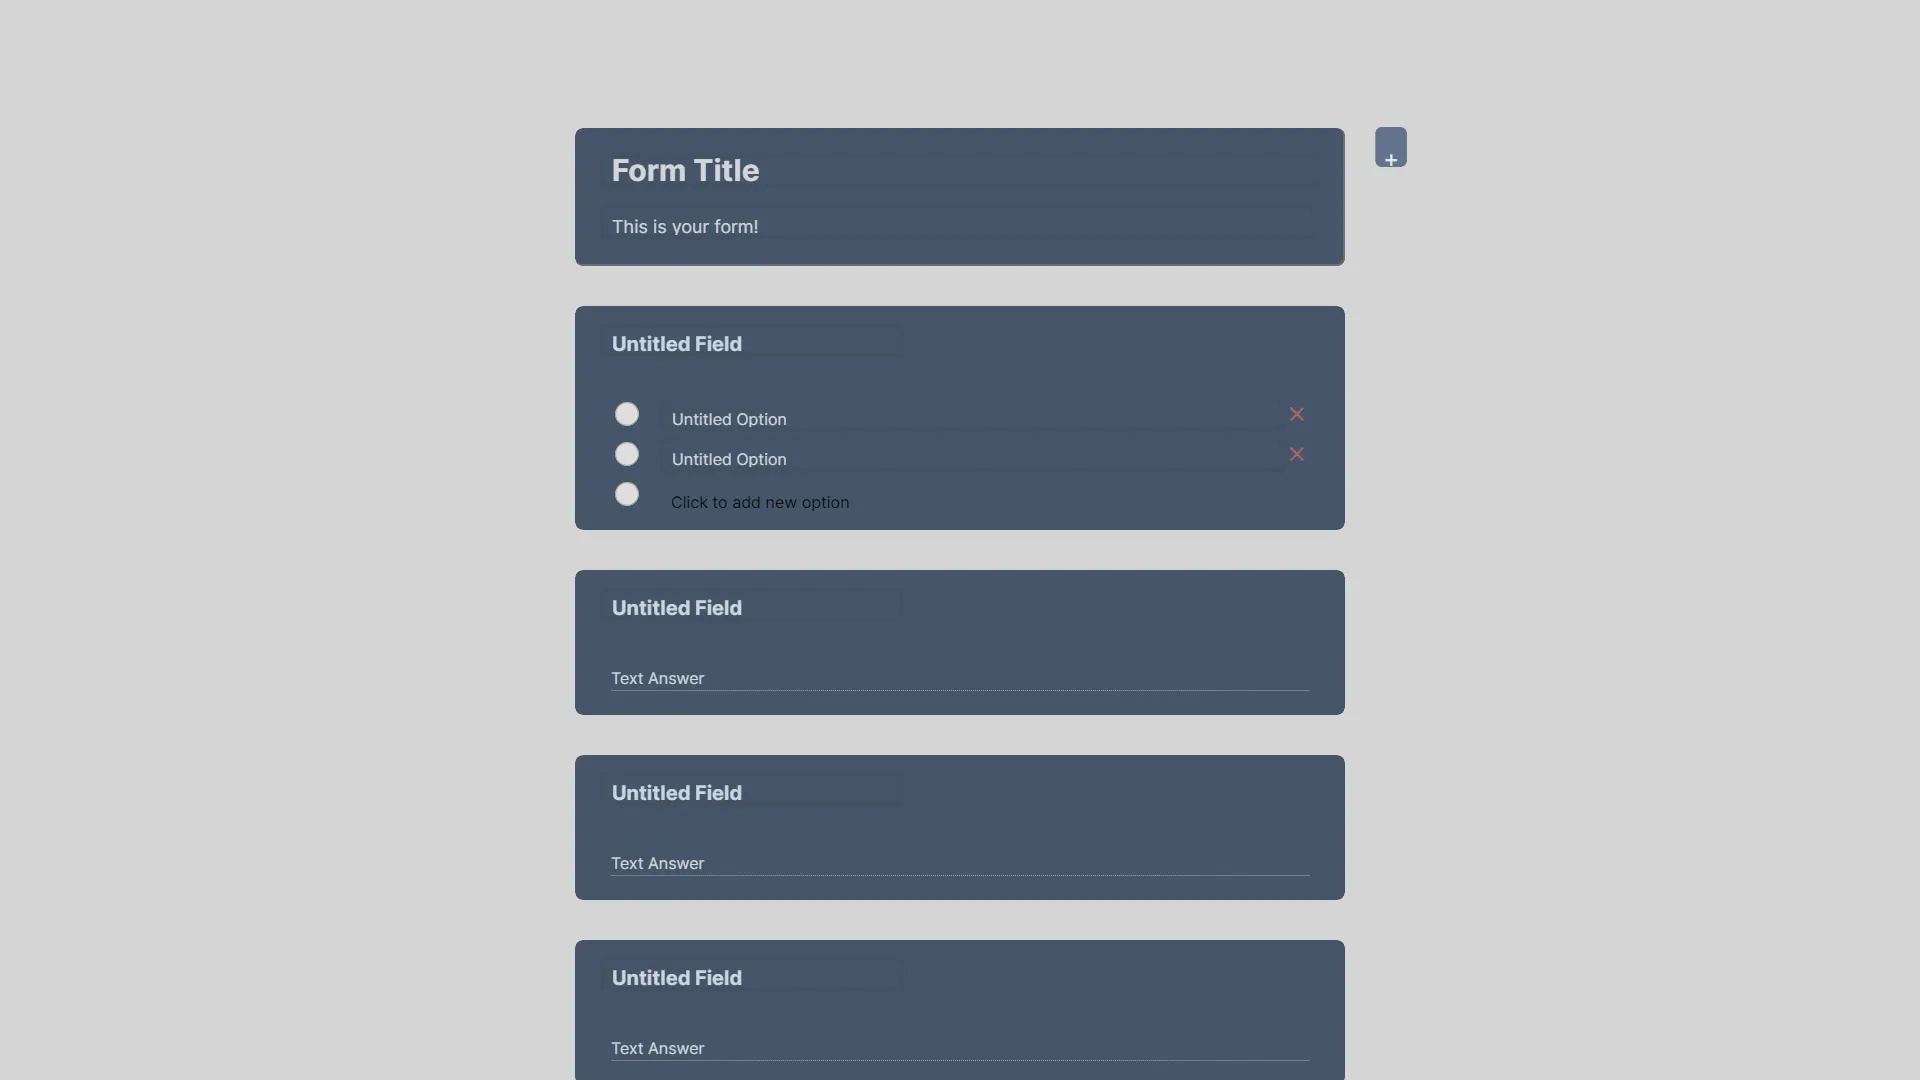 Form Title
+
This is your form!
Untitled Field
Untitled Option
Untitled Option
Click to add new option
Untitled Field
Text Answer
Untitled Field
Text Answer
Untitled Field
Text Answer